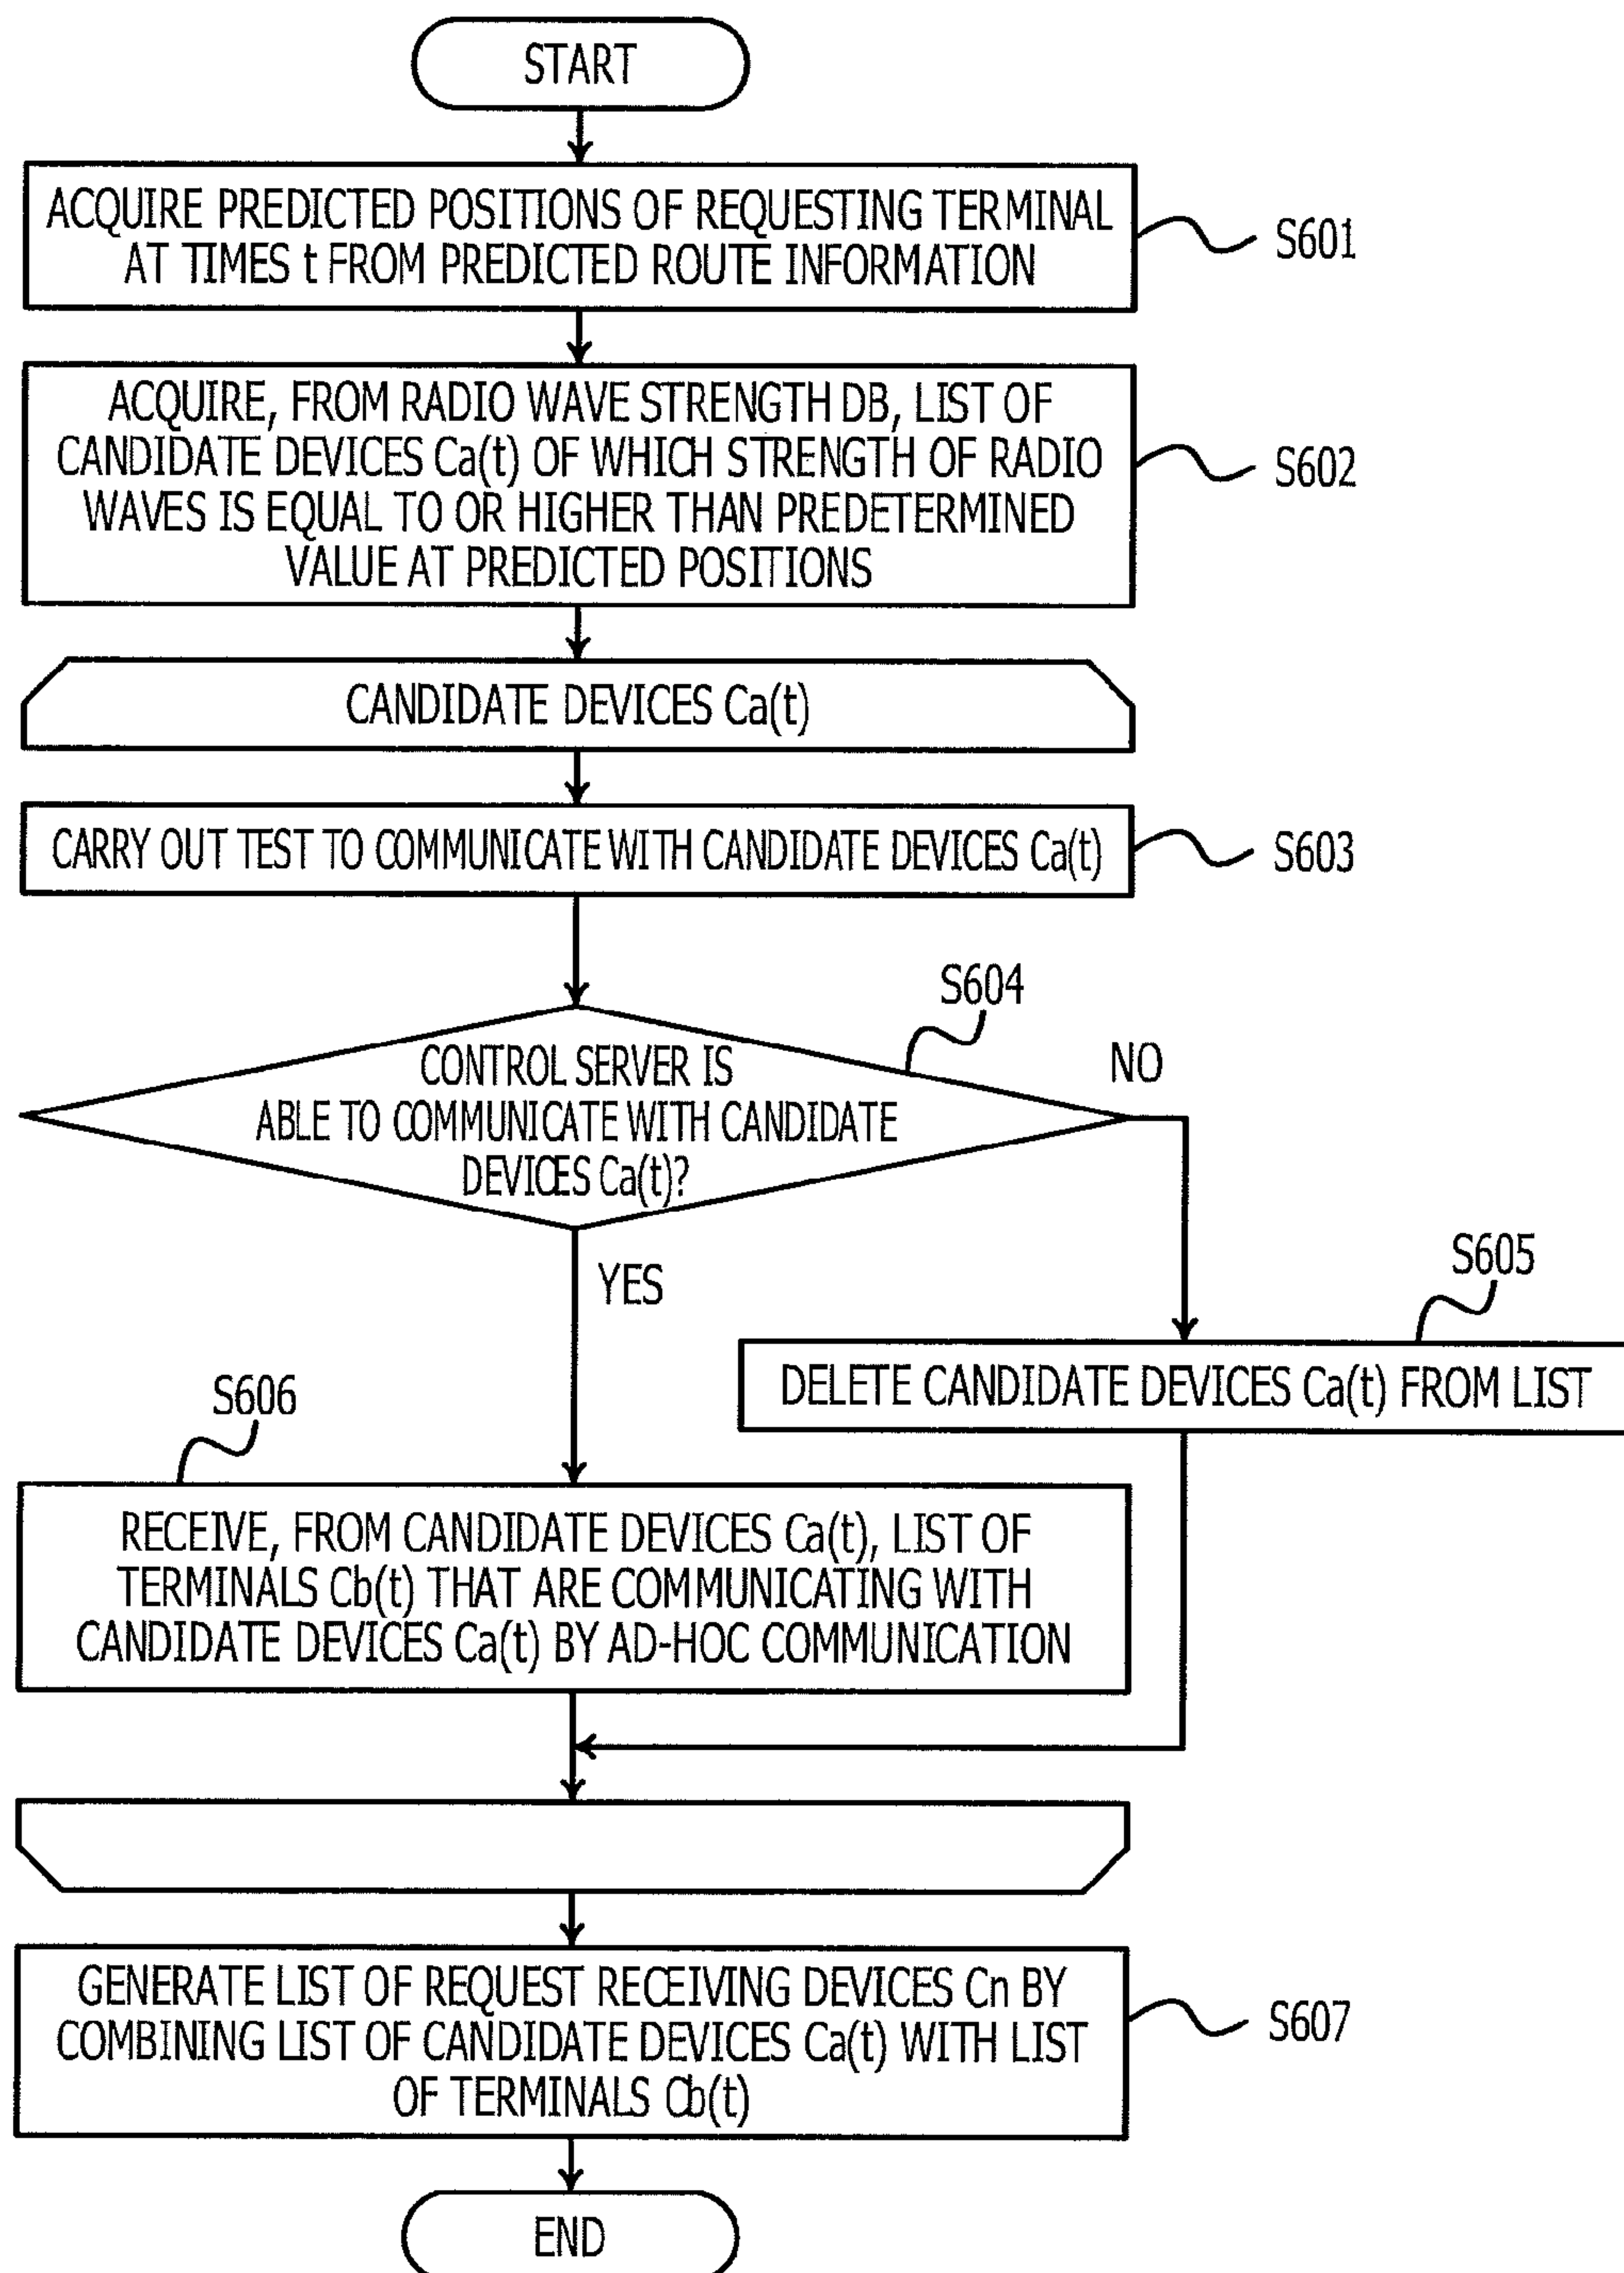 START
ACQUIRE PREDICTED POSITIONS OF REQUESTING TERMINAL
AT TIMES t FROM PREDICTED ROUTE INFORMATION
S601
ACQUIRE, FROM RADIO WAVE STRENGTH DB, LIST OF
CANDIDATE DEVICES Ca(t) OF WHICH STRENGTH OF RADIO
WAVES IS EQUAL TO OR HIGHER THAN PREDETERMINED
VALUE AT PREDICTED POSITIONS
S602
CANDIDATE DEVICES Ca(t)
CARRY OUT TEST TO COMMUNICATE WITH CANDIDATE DEVICES Ca(t)
S603
S604
CONTROL SERVER IS
ABLE TO COMMUNICATE WITH CANDIDATE
DEVICES Ca(t)?
NO
YES
S605
DELETE CANDIDATE DEVICES Ca(t) FROM LIST
S606
RECEIVE, FROM CANDIDATE DEVICES Ca(t), LIST OF
TERMINALS Cb(t) THAT ARE COMMUNICATING WITH
CANDIDATE DEVICES Ca(t) BY AD-HOC COMMUNICATION
GENERATE LIST OF REQUEST RECEIVING DEVICES Cn BY
COMBINING LIST OF CANDIDATE DEVICES Ca(t) WITH LIST
OF TERMINALS Cb(t)
S607
END